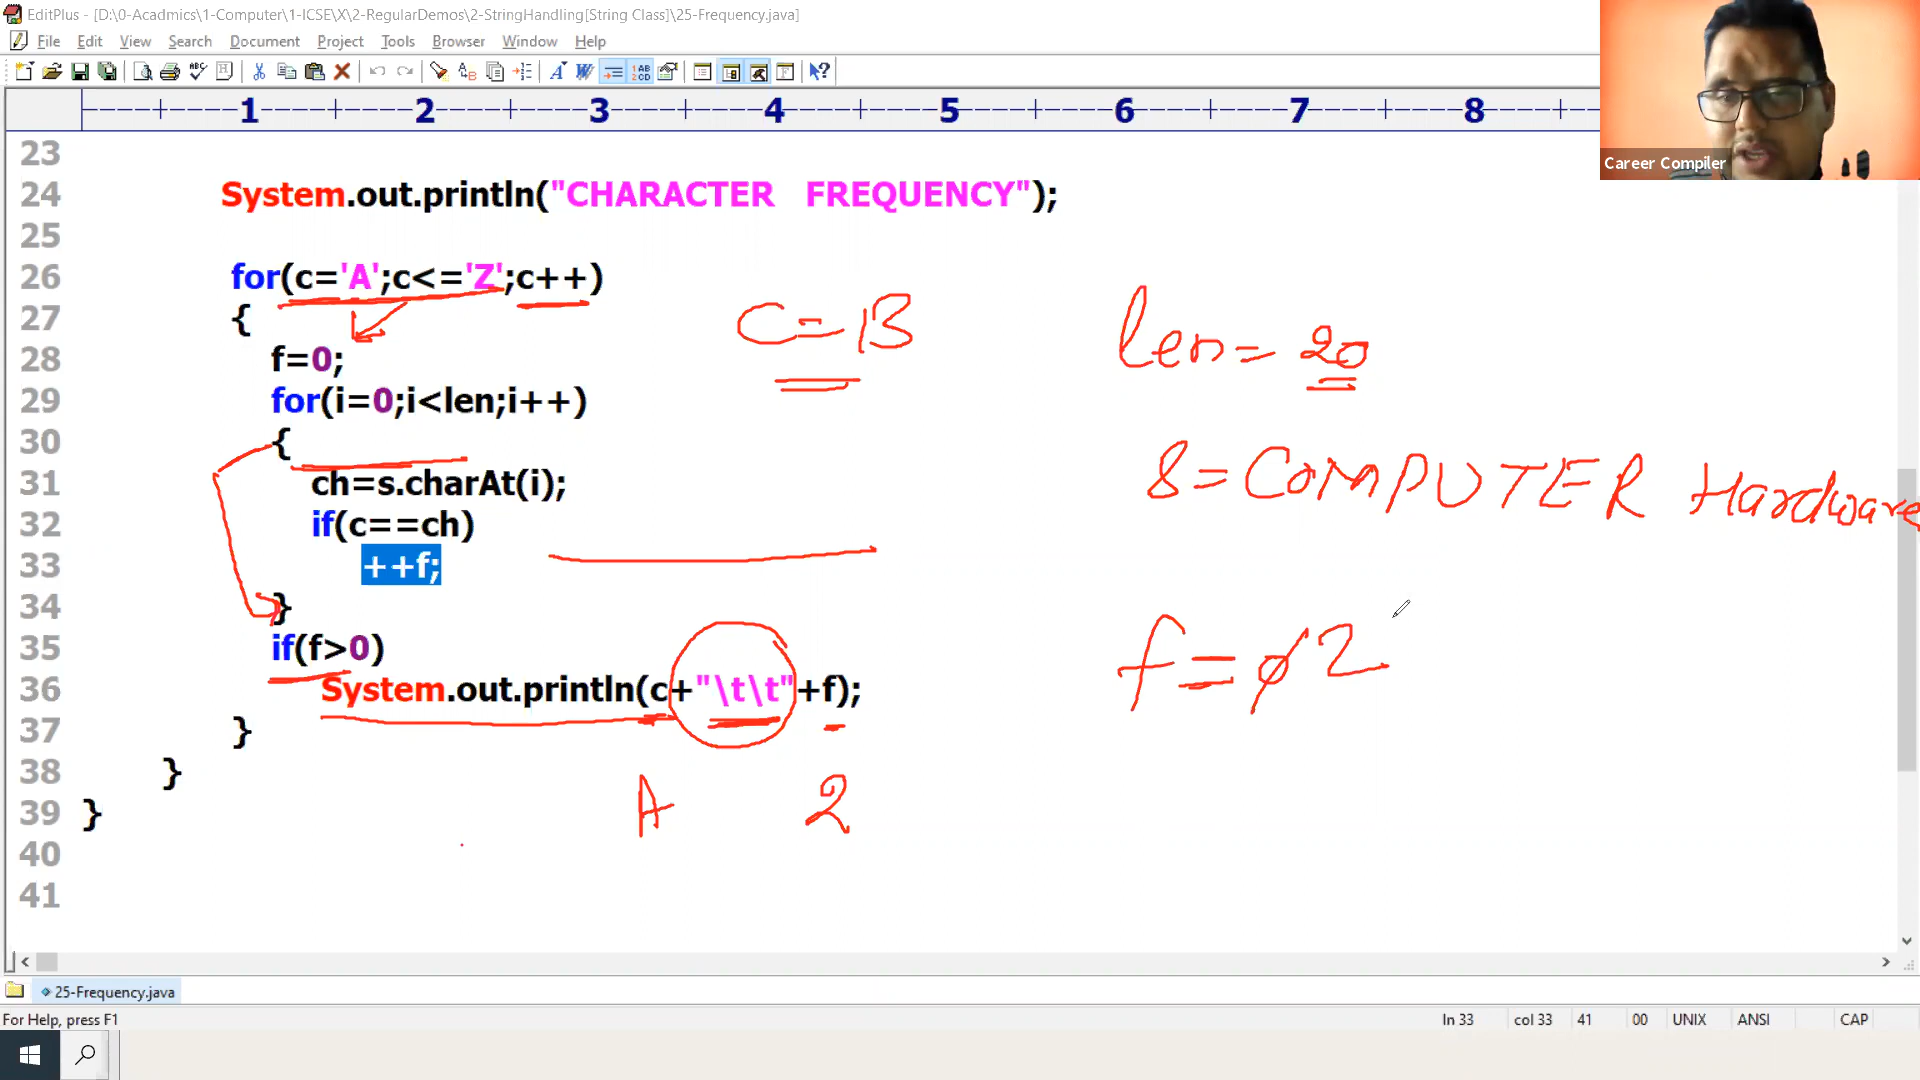 EditPlus - [D:\0-Acadmics\1-Computer\1-ICSE\X\2-RegularDemos\2-StringHandling[String Class]\25-Frequency.java]
File Edit View Search Document Project Tools Browser Window Help
1 2 3 4 5 6 7 8
Career Compiler
23
24 System.out.println("CHARACTER   FREQUENCY");
25
26 for(c='A';c<='Z';c++)
27 {
28 f=0;
29 for(i=0;i<len;i++)
30 {
31 ch=s.charAt(i);
32 if(c==ch)
33 ++f;
34 }
35 if(f>0)
36 System.out.println(c+"\t\t"+f);
37 }
38 }
39 }
40
41
C=B
len=20
S=COMPUTER Hardware
f=02
A 2
25-Frequency.java
For Help, press F1
ln 33 col 33 41 00 UNIX ANSI CAP